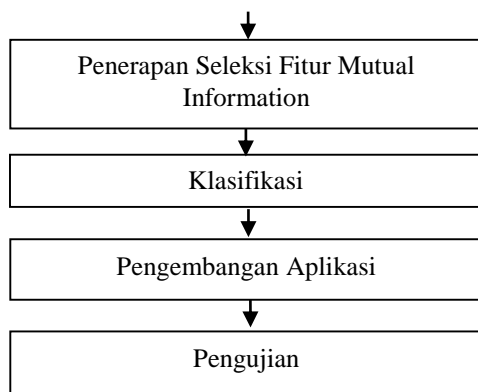 Penerapan Seleksi Fitur Mutual
Information
Klasifikasi
Pengembangan Aplikasi
Pengujian